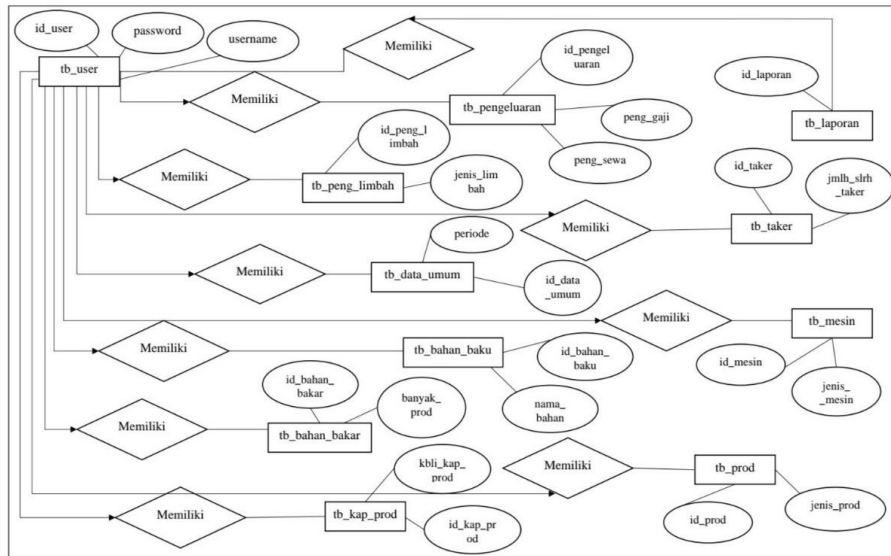 id_user
password
username
tb_user
Memiliki
Memiliki
id_pengel
uaran
tb_pengeluaran
peng_gaji
peng_sewa
id_laporan
tb_laporan
id_peng_l
imbah
Memiliki
tb_peng_limbah
jenis_lim
bah
id_taker
jmlh_slrh
_taker
Memiliki
tb_taker
periode
Memiliki
tb_data_umum
id_data
_umum
Memiliki
tb_mesin
id_mesin
jenis_
_mesin
Memiliki
tb_bahan_baku
id_bahan_
baku
nama_
bahan
id_bahan_
bakar
banyak_
prod
Memiliki
tb_bahan_bakar
kbli_kap_
prod
Memiliki
tb_prod
id_prod
jenis_prod
Memiliki
tb_kap_prod
id_kap_pr
od